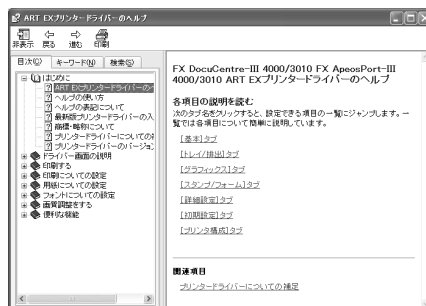 ART EXプリンタードライバーのヘルプ
非表示 戻る 進む 印刷
目次(C) キーワード(N) 検索(S)
はじめに
ART EXプリンタードライバーのヘ
ヘルプの使い方
ヘルプの表記について
最新版プリンタードライバーの入
商標・略称について
プリンタードライバーについての補
プリンタードライバーのバージョン
ドライバー画面の説明
印刷する
印刷についての設定
用紙についての設定
フォントについての設定
画質調整をする
便利な機能
FX DocuCentre-III 4000/3010 FX ApeosPort-III
4000/3010 ART EXプリンタードライバーのヘルプ
各項目の説明を読む
次のタブ名をクリックすると、設定できる項目の一覧にジャンプします。一
覧では各項目について簡単に説明しています。
[基本]タブ
[トレイ/排出]タブ
[グラフィックス]タブ
[スタンプ/フォーム]タブ
[詳細設定]タブ
[初期設定]タブ
[プリンタ構成]タブ
関連項目
プリンタードライバーについての補足